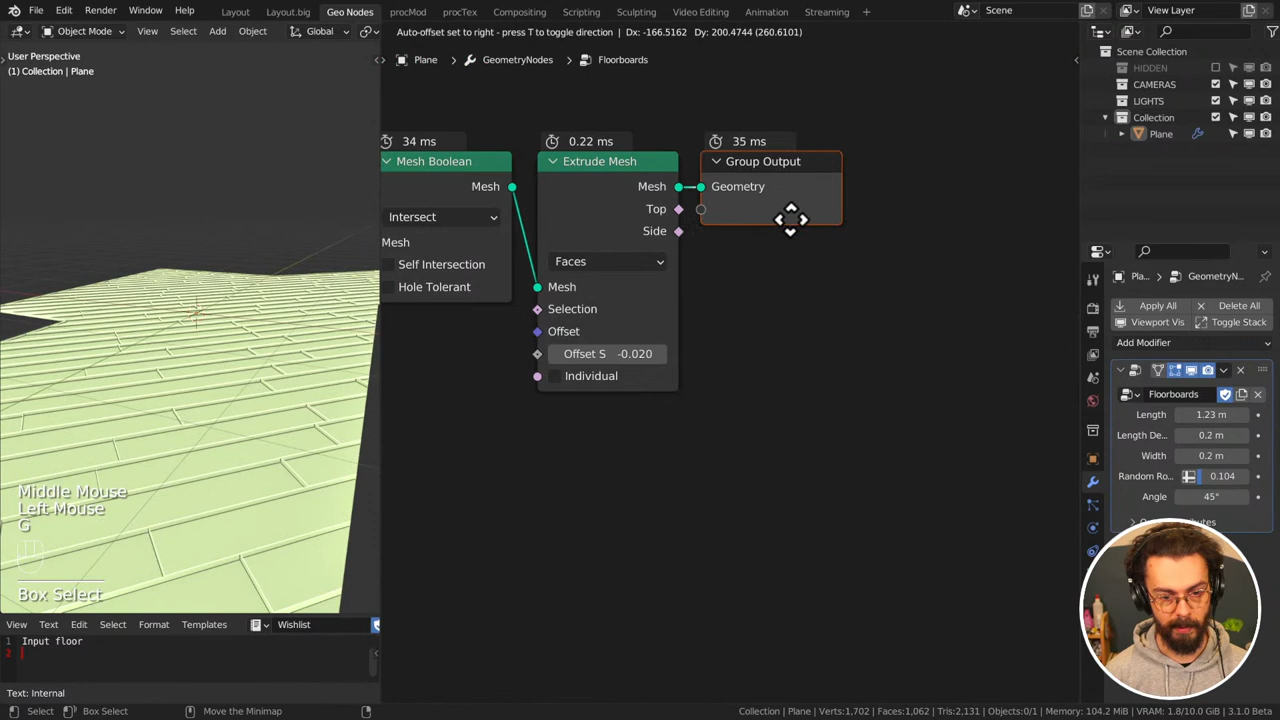 File Edit Render Window Help Layout Layout.big Geo Nodes procMod procTex Compositing Scripting Sculpting Video Editing Animation Streaming + Scene View Layer
Object Mode View Select Add Object Global
Auto-offset set to right - press T to toggle direction | Dx: -166.5162 Dy: 200.4744 (260.6101)
User Perspective
(1) Collection | Plane
Plane > GeometryNodes > Floorboards
Scene Collection
HIDDEN
CAMERAS
LIGHTS
Collection
Plane
34 ms
0.22 ms
35 ms
Mesh Boolean
Mesh
Intersect
Mesh
Self Intersection
Hole Tolerant
Extrude Mesh
Mesh
Top
Side
Faces
Mesh
Selection
Offset
Offset S -0.020
Individual
Group Output
Geometry
Pla... > GeometryN...
Apply All Delete All
Viewport Vis Toggle Stack
Add Modifier
Floorboards
Length 1.23 m
Length De... 0.2 m
Width 0.2 m
Random Ro... 0.104
Angle 45°
Middle Mouse
Left Mouse
G
Box Select
View Text Edit Select Format Templates Wishlist
1 Input floor
2
Text: Internal
Select Box Select Move the Minimap
Collection | Plane | Verts:1,702 | Faces:1,062 | Tris:2,131 | Objects:0/1 | Memory: 104.2 MiB | VRAM: 1.8/10.0 GiB | 3.1.0 Beta